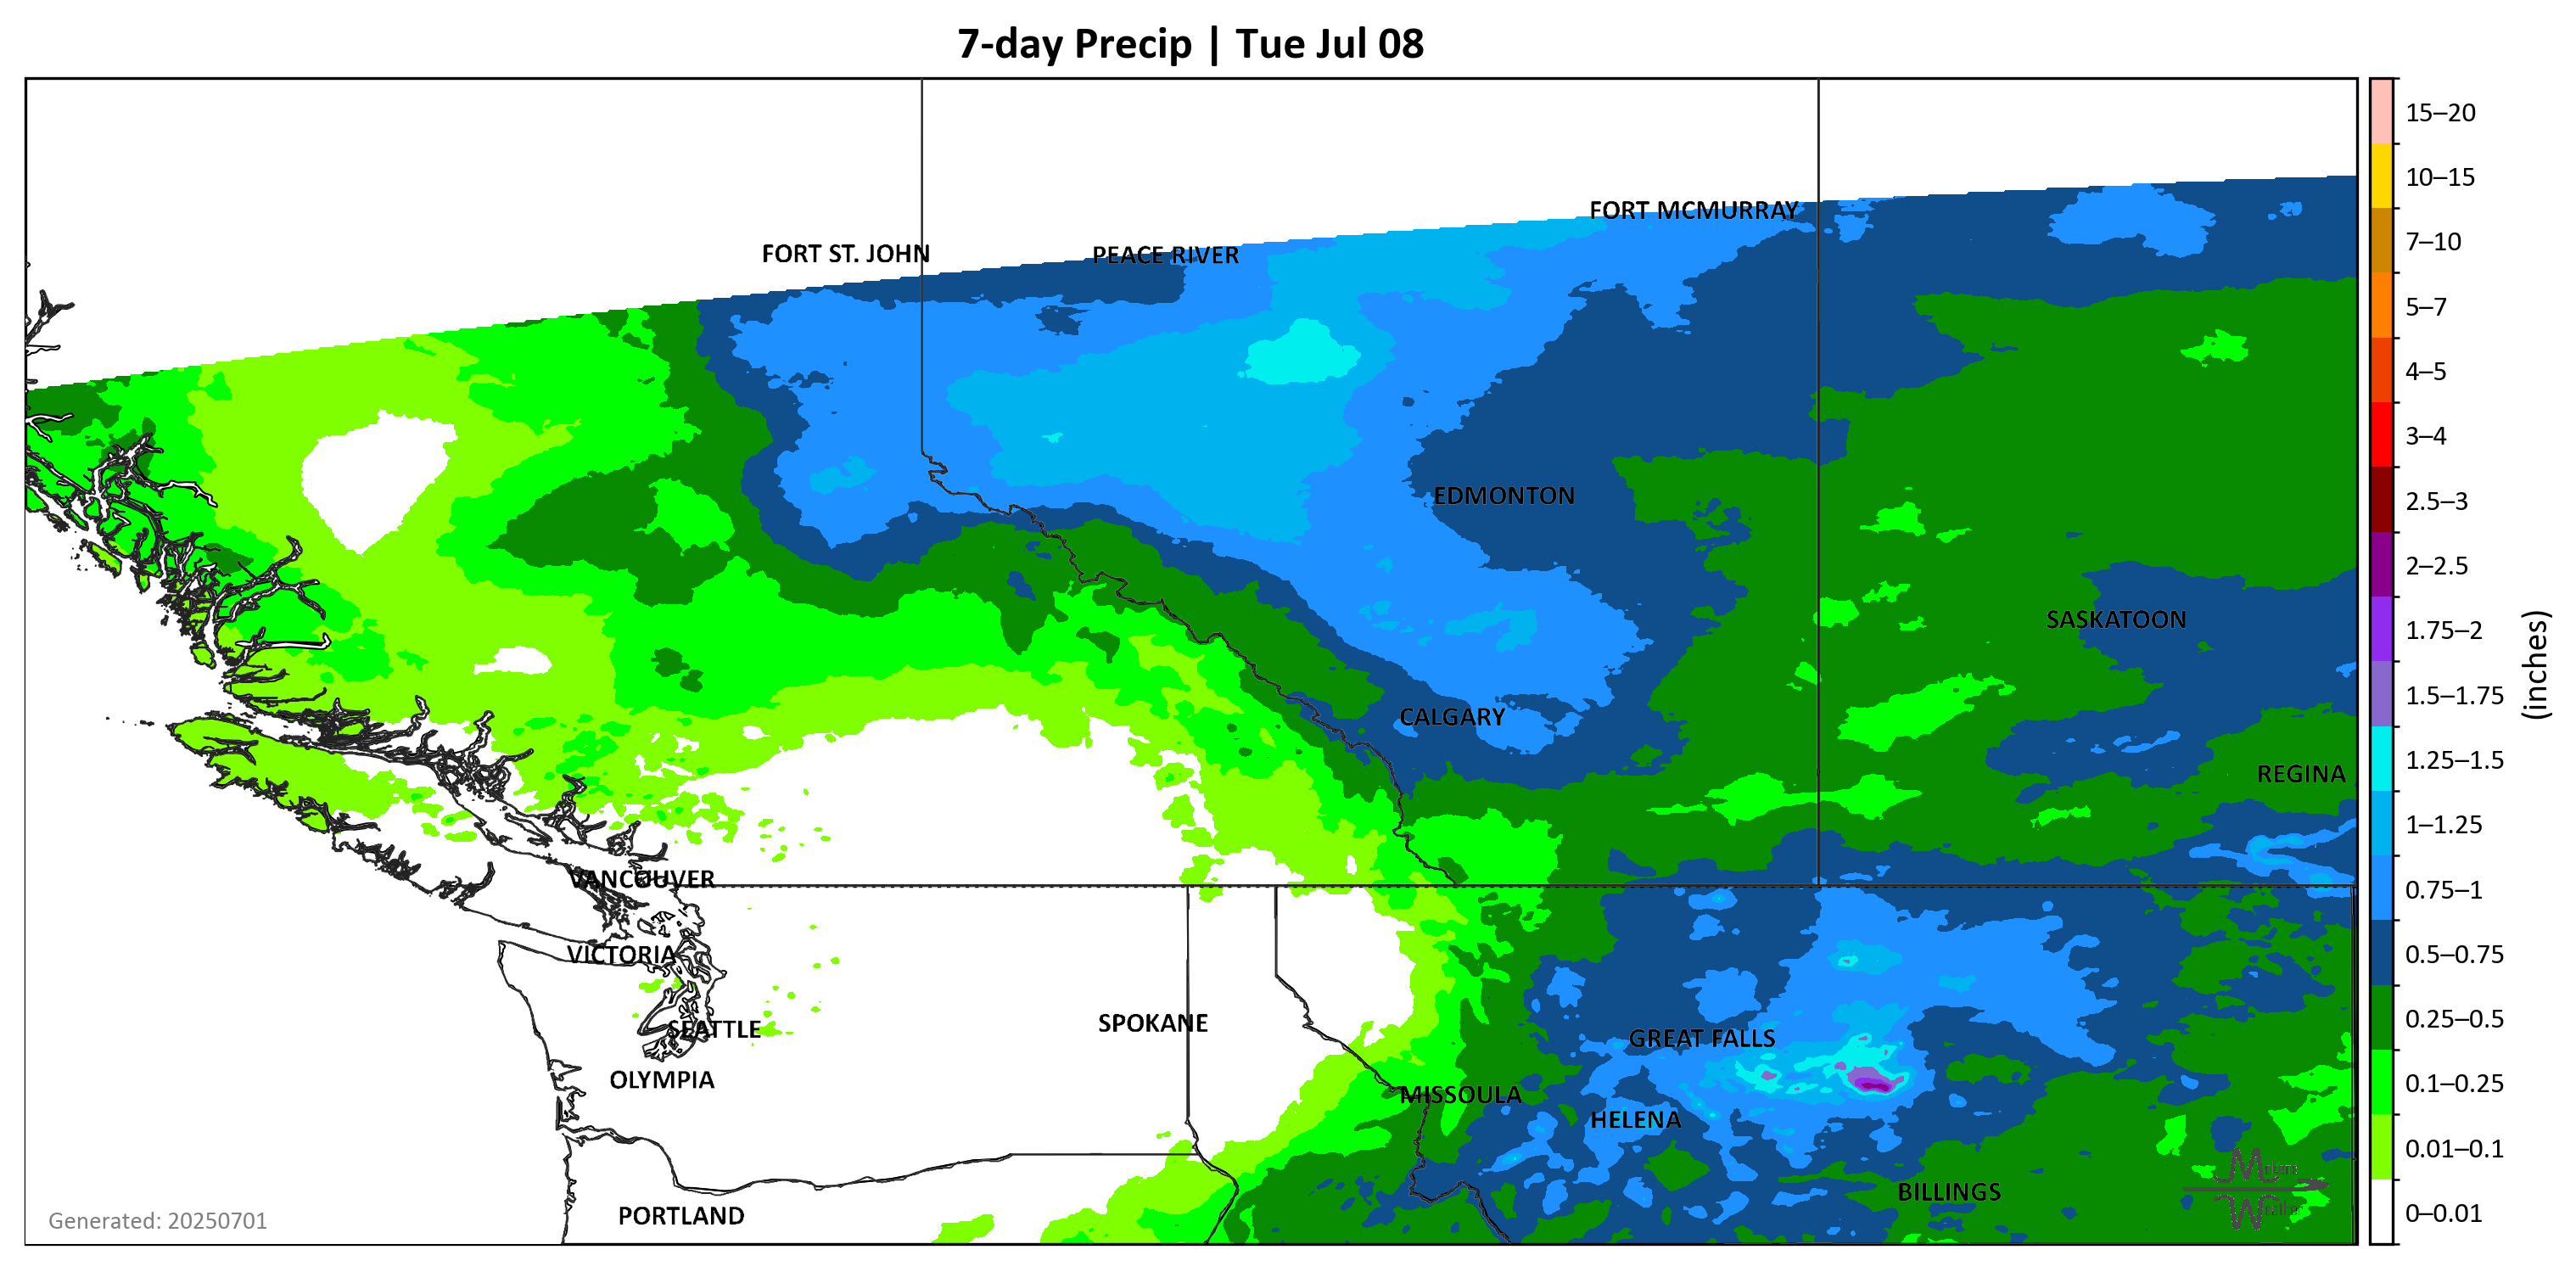 7-day Precip | Tue Jul 08
FORT MCMURRAY
FORT ST. JOHN
PEACE RIVER
EDMONTON
SASKATOON
CALGARY
REGINA
VANCOUVER
VICTORIA
SPOKANE
SEATTLE
GREAT FALLS
OLYMPIA
MISSOULA
HELENA
BILLINGS
PORTLAND
Generated: 20250701
15–20
10–15
7–10
5–7
4–5
3–4
2.5–3
2–2.5
1.75–2
1.5–1.75
1.25–1.5
1–1.25
0.75–1
0.5–0.75
0.25–0.5
0.1–0.25
0.01–0.1
0–0.01
(inches)